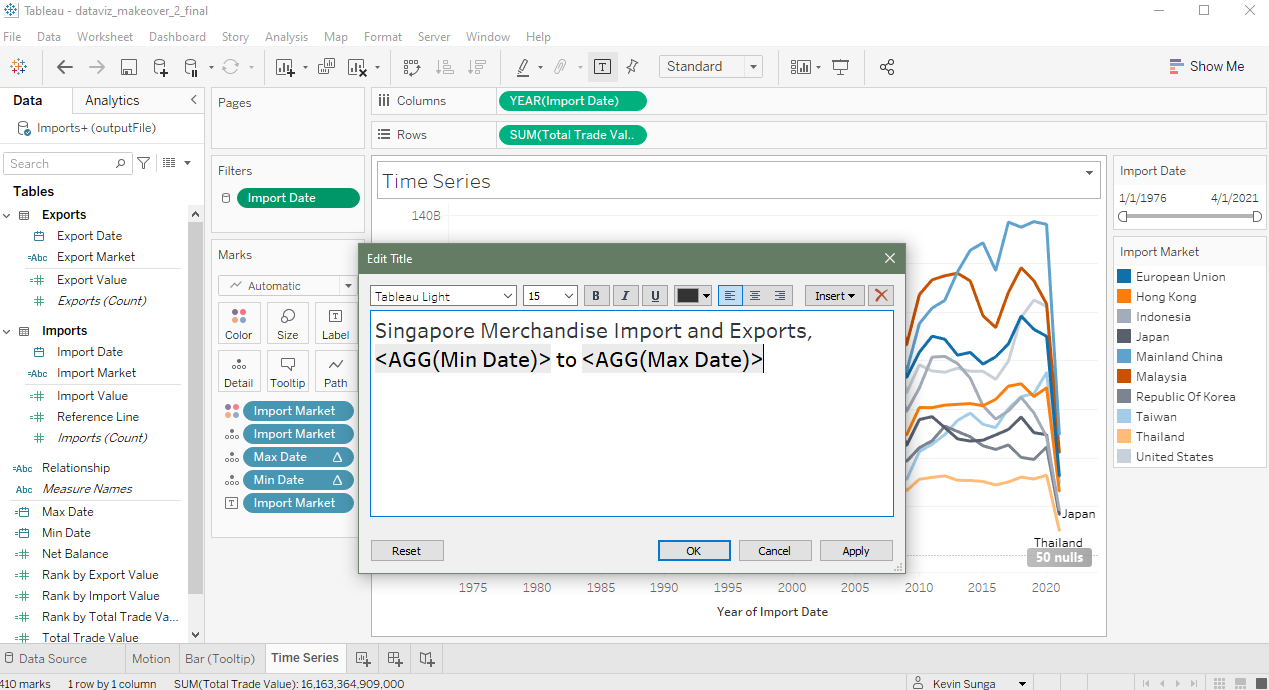 Tableau - dataviz_makeover_2_final
File Data Worksheet Dashboard Story Analysis Map Format Server Window Help
Standard
Show Me
Data Analytics
Imports+ (outputFile)
Search
Tables
Exports
Export Date
Abc Export Market
Export Value
Exports (Count)
Imports
Import Date
Abc Import Market
Import Value
Reference Line
Imports (Count)
Abc Relationship
Abc Measure Names
Max Date
Min Date
Net Balance
Rank by Export Value
Rank by Import Value
Rank by Total Trade Va...
Total Trade Value
Pages
Filters
Import Date
Marks
Automatic
Color Size Label
Detail Tooltip Path
Import Market
Import Market
Max Date
Min Date
Import Market
Columns YEAR(Import Date)
Rows SUM(Total Trade Val..
Time Series
140B
Edit Title
Tableau Light 15 B I U Insert
Singapore Merchandise Import and Exports,
<AGG(Min Date)> to <AGG(Max Date)>
Reset OK Cancel Apply
Japan
Thailand
50 nulls
1975 1980 1985 1990 1995 2000 2005 2010 2015 2020
Year of Import Date
Import Date
1/1/1976 4/1/2021
Import Market
European Union
Hong Kong
Indonesia
Japan
Mainland China
Malaysia
Republic Of Korea
Taiwan
Thailand
United States
Data Source Motion Bar (Tooltip) Time Series
410 marks 1 row by 1 column SUM(Total Trade Value): 16,163,364,909,000 Kevin Sunga